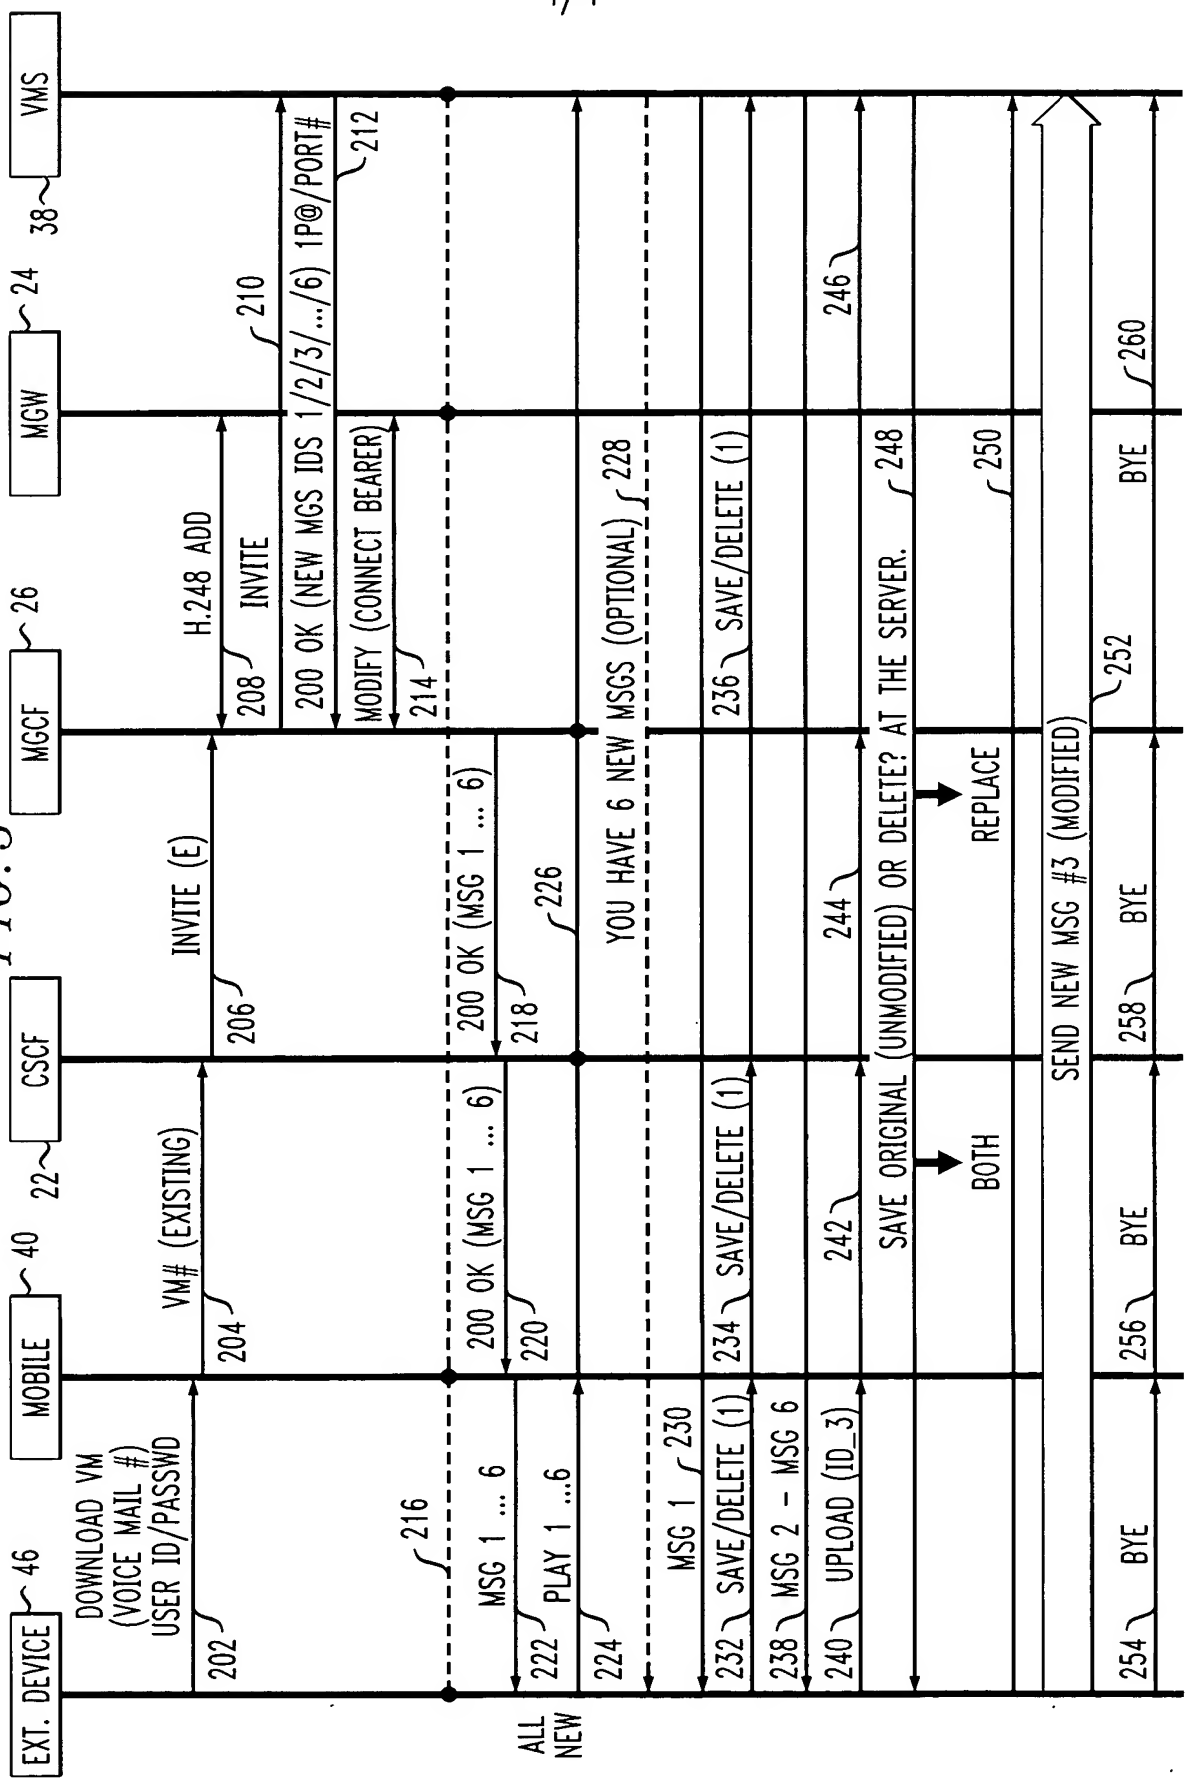 EXT. DEVICE
46
MOBILE
40
CSCF
22
MGCF
26
MGW
24
VMS
38
DOWNLOAD VM
(VOICE MAIL #)
USER ID/PASSWD
202
VM# (EXISTING)
204
INVITE (E)
206
H.248 ADD
208
INVITE
210
200 OK (NEW MGS IDS 1/2/3/.../6) 1P@/PORT#
212
MODIFY (CONNECT BEARER)
214
216
200 OK (MSG 1 ... 6)
218
200 OK (MSG 1 ... 6)
220
ALL
NEW
MSG 1 ... 6
222
PLAY 1 ...6
224
226
YOU HAVE 6 NEW MSGS (OPTIONAL)
228
MSG 1
230
232
SAVE/DELETE (1)
234
SAVE/DELETE (1)
236
SAVE/DELETE (1)
238
MSG 2 - MSG 6
240
UPLOAD (ID_3)
242
244
246
SAVE ORIGINAL (UNMODIFIED) OR DELETE? AT THE SERVER.
248
BOTH
REPLACE
250
SEND NEW MSG #3 (MODIFIED)
252
254
BYE
256
BYE
258
BYE
BYE
260